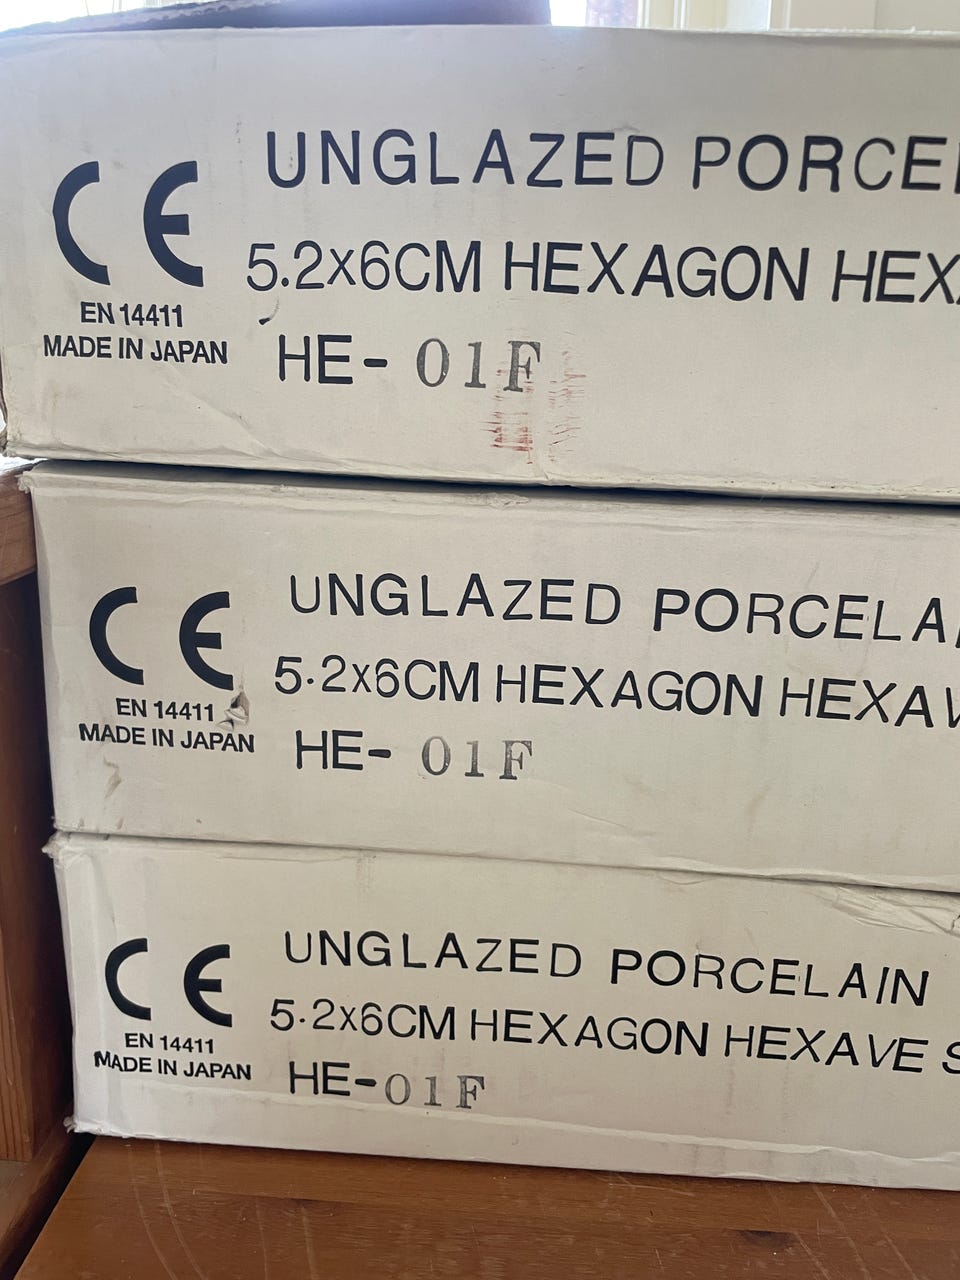 UNGLAZED PORCE
CE
5.2x6CM HEXAGON HEX
EN 14411
MADE IN JAPAN
HE- 01F
UNGLAZED PORCELA
CE
5.2x6CM HEXAGON HEXAV
EN 14411
MADE IN JAPAN
HE- 01F
UNGLAZED PORCELAIN
CE
5.2x6CM HEXAGON HEXAVE S
EN 14411
MADE IN JAPAN
HE-01F